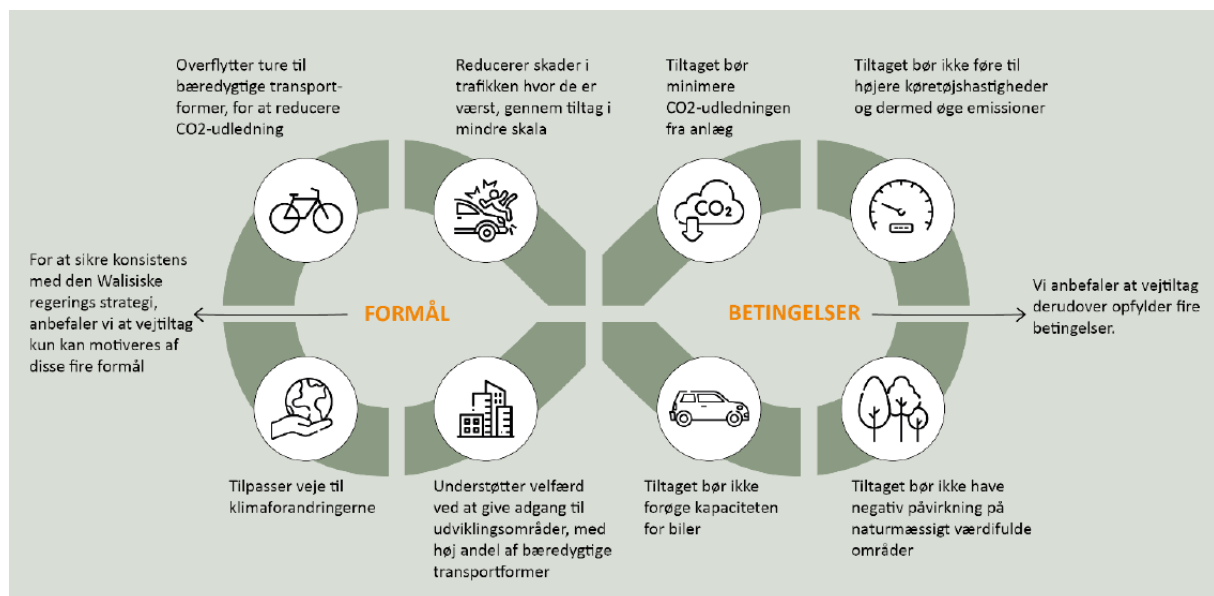 Overflytter ture til
bæredygtige transport-
former, for at reducere
CO2-udledning
Reducerer skader i
trafikken hvor de er
værst, gennem tiltag i
mindre skala
Tiltaget bør
minimere
CO2-udledningen
fra anlæg
Tiltaget bør ikke føre til
højere køretøjshastigheder
og dermed øge emissioner
CO2
For at sikre konsistens
med den Walisiske
regerings strategi,
anbefaler vi at vejtiltag
kun kan motiveres af
disse fire formål
FORMÅL
BETINGELSER
Vi anbefaler at vejtiltag
derudover opfylder fire
betingelser.
Tilpasser veje til
klimaforandringerne
Understøtter velfærd
ved at give adgang til
udviklingsområder, med
høj andel af bæredygtige
transportformer
Tiltaget bør ikke
forøge kapaciteten
for biler
Tiltaget bør ikke have
negativ påvirkning på
naturmæssigt værdifulde
områder